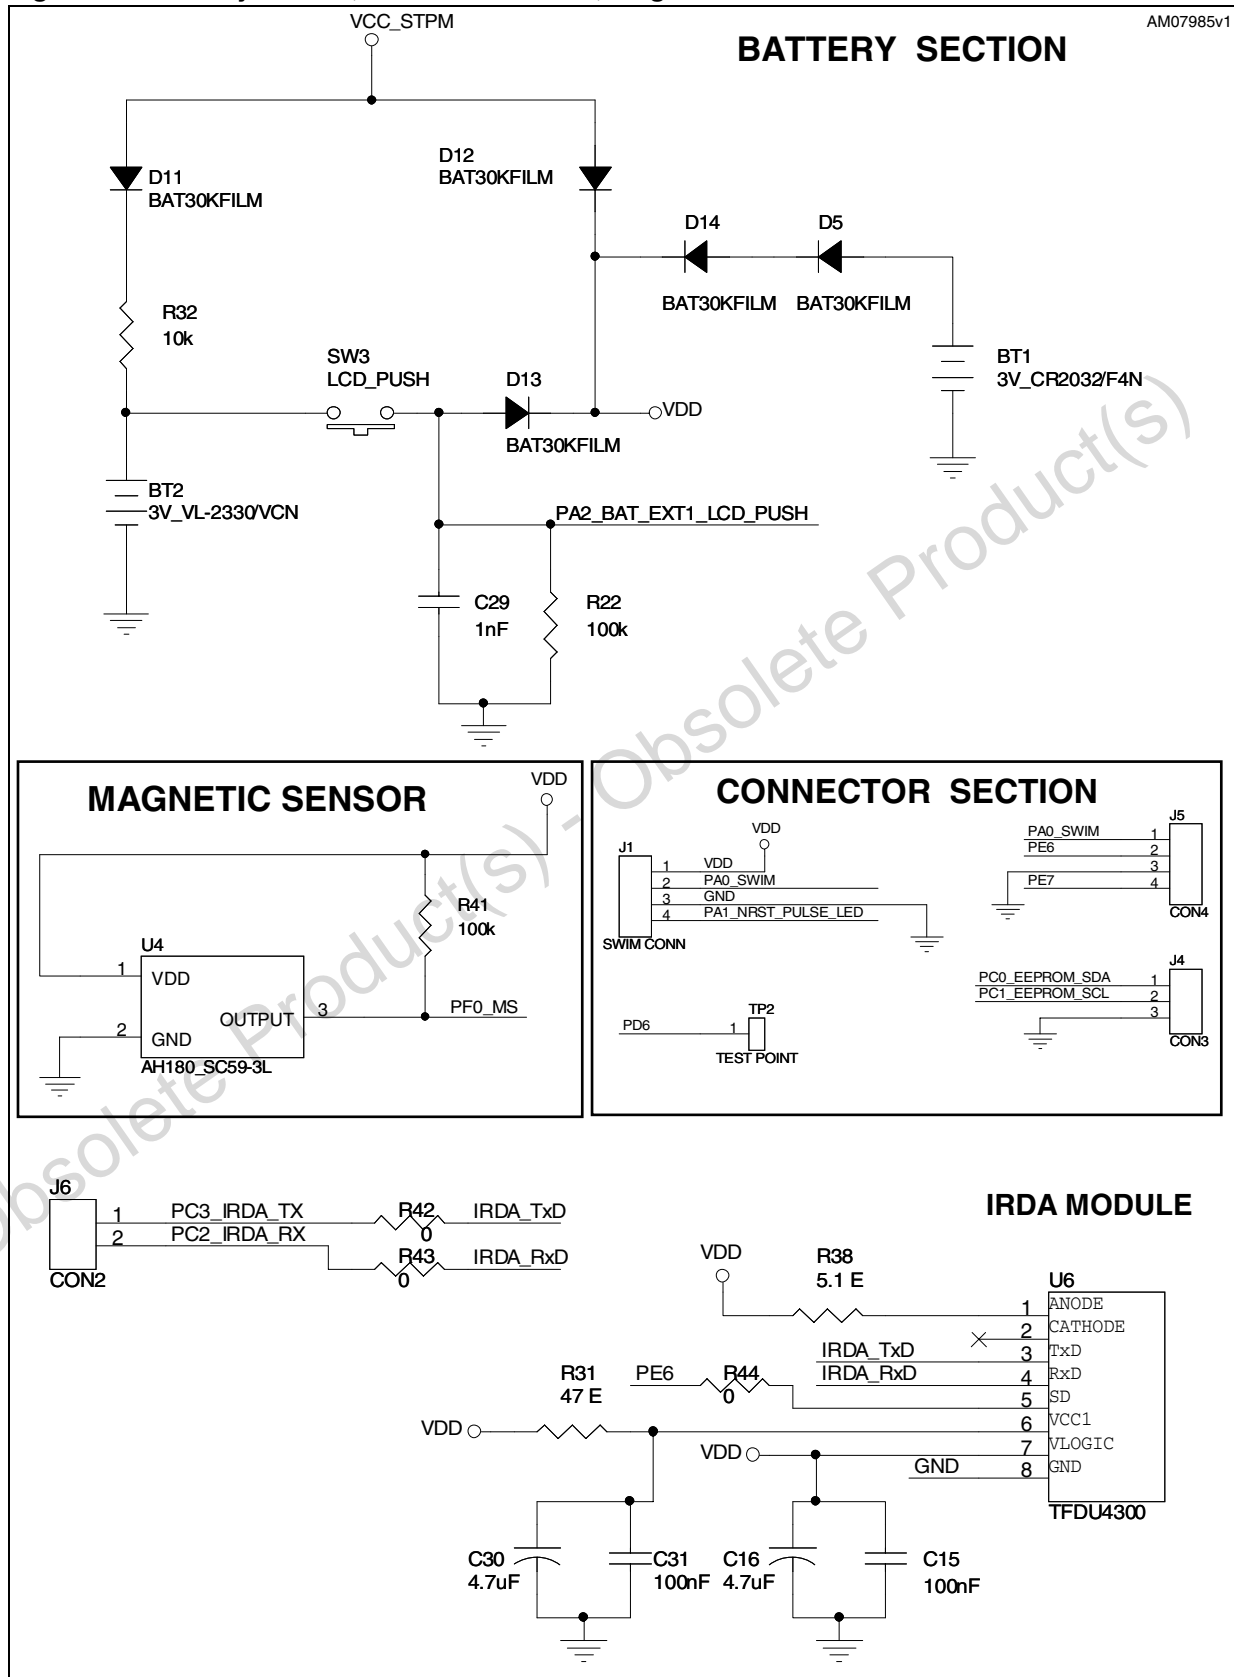 VCC_STPM
AM07985v1
BATTERY SECTION
D11
BAT30KFILM
D12
BAT30KFILM
D14
D5
BAT30KFILM
BAT30KFILM
R32
10k
SW3
LCD_PUSH
D13
BAT30KFILM
VDD
BT1
3V_CR2032/F4N
BT2
3V_VL-2330/VCN
PA2_BAT_EXT1_LCD_PUSH
C29
1nF
R22
100k
MAGNETIC SENSOR
VDD
R41
100k
U4
1
VDD
2
GND
OUTPUT
3
PF0_MS
AH180_SC59-3L
CONNECTOR SECTION
J1
VDD
1 VDD
2 PA0_SWIM
3 GND
4 PA1_NRST_PULSE_LED
SWIM CONN
J5
PA0_SWIM 1
PE6 2
3
PE7 4
CON4
TP2
PD6 1
TEST POINT
J4
PC0_EEPROM_SDA 1
PC1_EEPROM_SCL 2
3
CON3
J6
1 PC3_IRDA_TX R42 IRDA_TxD
0
2 PC2_IRDA_RX R43 IRDA_RxD
0
CON2
IRDA MODULE
VDD
R38
5.1 E
U6
1 ANODE
2 CATHODE
IRDA_TxD 3 TxD
IRDA_RxD 4 RxD
R31
47 E
PE6 R44
0
5 SD
VDD
6 VCC1
VDD
7 VLOGIC
GND 8 GND
TFDU4300
C30
4.7uF
C31
100nF
C16
4.7uF
C15
100nF
Obsolete Product(s) - Obsolete Product(s)